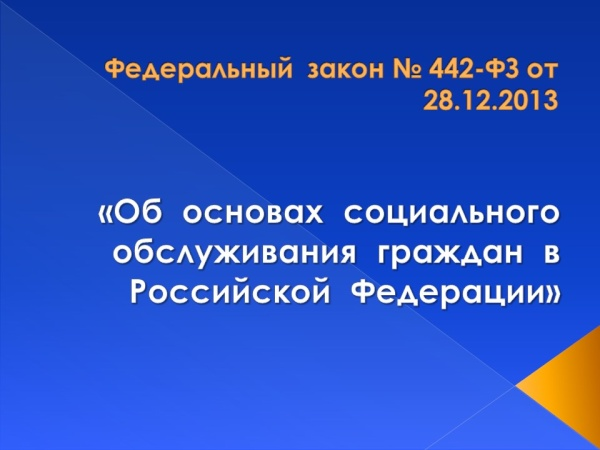 Федеральный закон № 442-ФЗ от
28.12.2013
«Об основах социального
обслуживания граждан в
Российской Федерации»